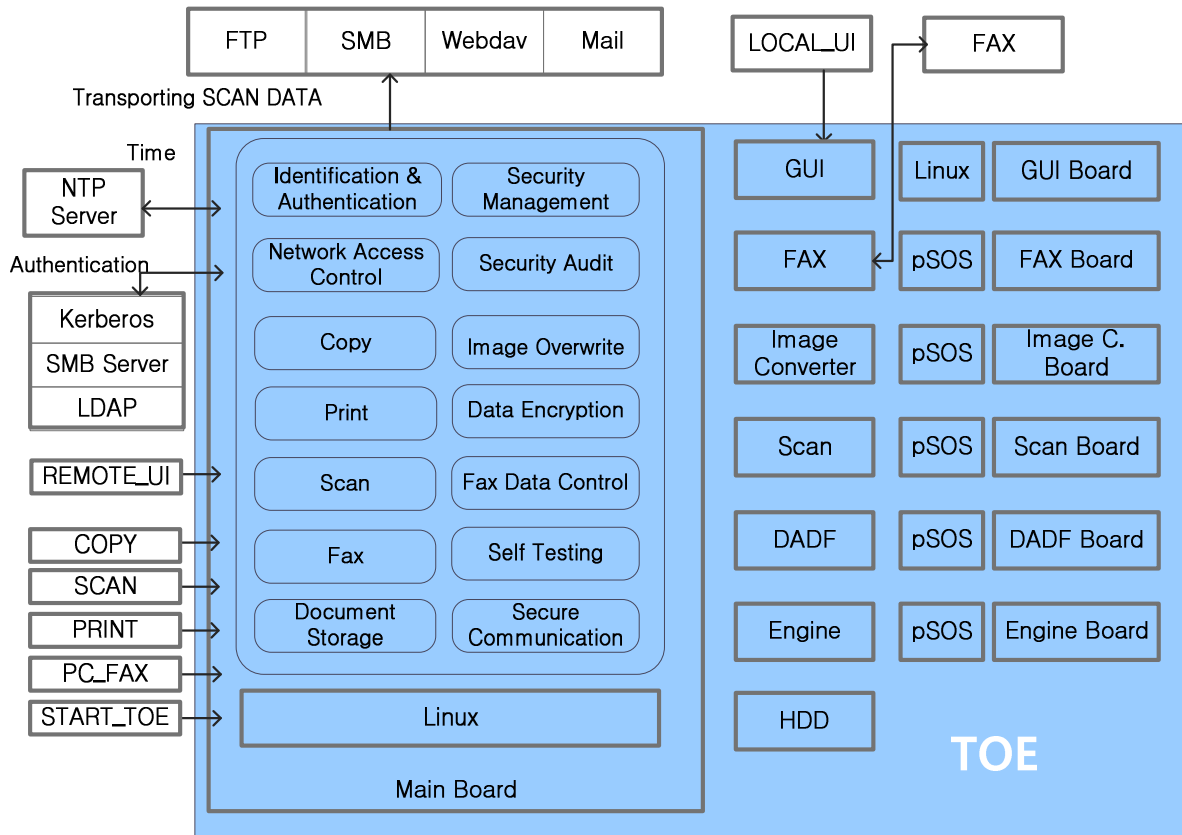 FTP SMB Webdav Mail
LOCAL_UI
FAX
Transporting SCAN DATA
Time
NTP
Server
Authentication
Kerberos
SMB Server
LDAP
REMOTE_UI
COPY
SCAN
PRINT
PC_FAX
START_TOE
Identification &
Authentication
Security
Management
Network Access
Control
Security Audit
Copy
Image Overwrite
Print
Data Encryption
Scan
Fax Data Control
Fax
Self Testing
Document
Storage
Secure
Communication
Linux
Main Board
GUI
Linux
GUI Board
FAX
pSOS
FAX Board
Image
Converter
pSOS
Image C.
Board
Scan
pSOS
Scan Board
DADF
pSOS
DADF Board
Engine
pSOS
Engine Board
HDD
TOE